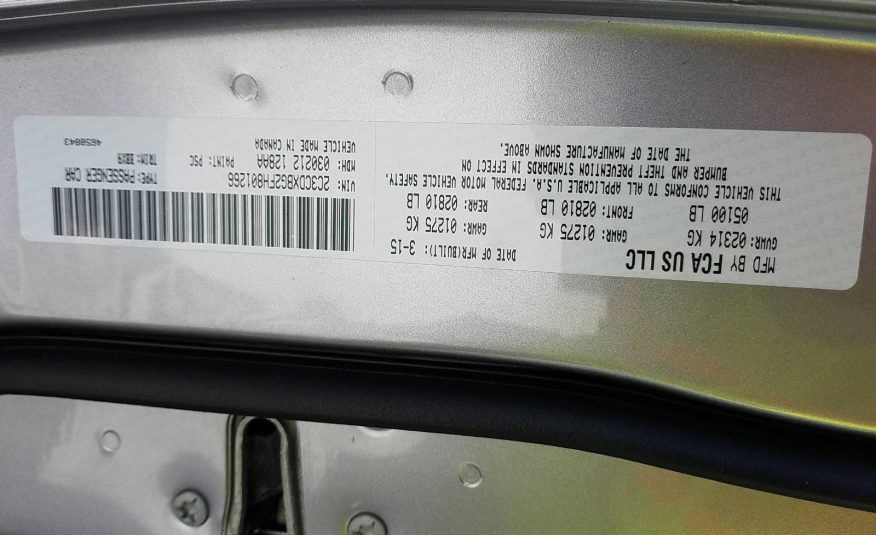 MFD BY FCA US LLC
DATE OF MFR(BUILT): 3-15
GVWR: 02314 KG
GAWR: 01275 KG
GAWR: 01275 KG
05100 LB
FRONT: 02810 LB
REAR: 02810 LB
THIS VEHICLE CONFORMS TO ALL APPLICABLE U.S.A. FEDERAL MOTOR VEHICLE SAFETY,
BUMPER AND THEFT PREVENTION STANDARDS IN EFFECT ON
THE DATE OF MANUFACTURE SHOWN ABOVE.
VIN: 2C3CDXBG2FH801266
TYPE: PASSENGER CAR
MDH: 030212 128AA
PAINT: PSC
TRIM: BBX9
VEHICLE MADE IN CANADA
4658843